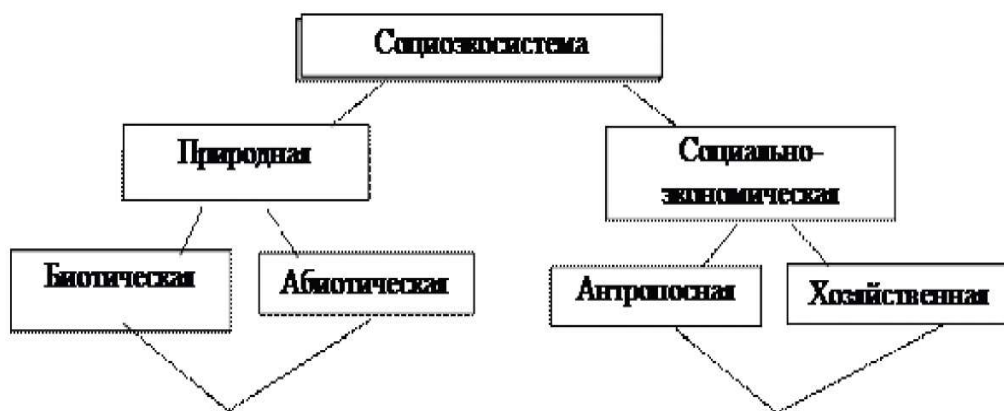 Социоэкосистема
Природная
Социально-
экономическая
Биотическая
Абиотическая
Антропосная
Хозяйственная